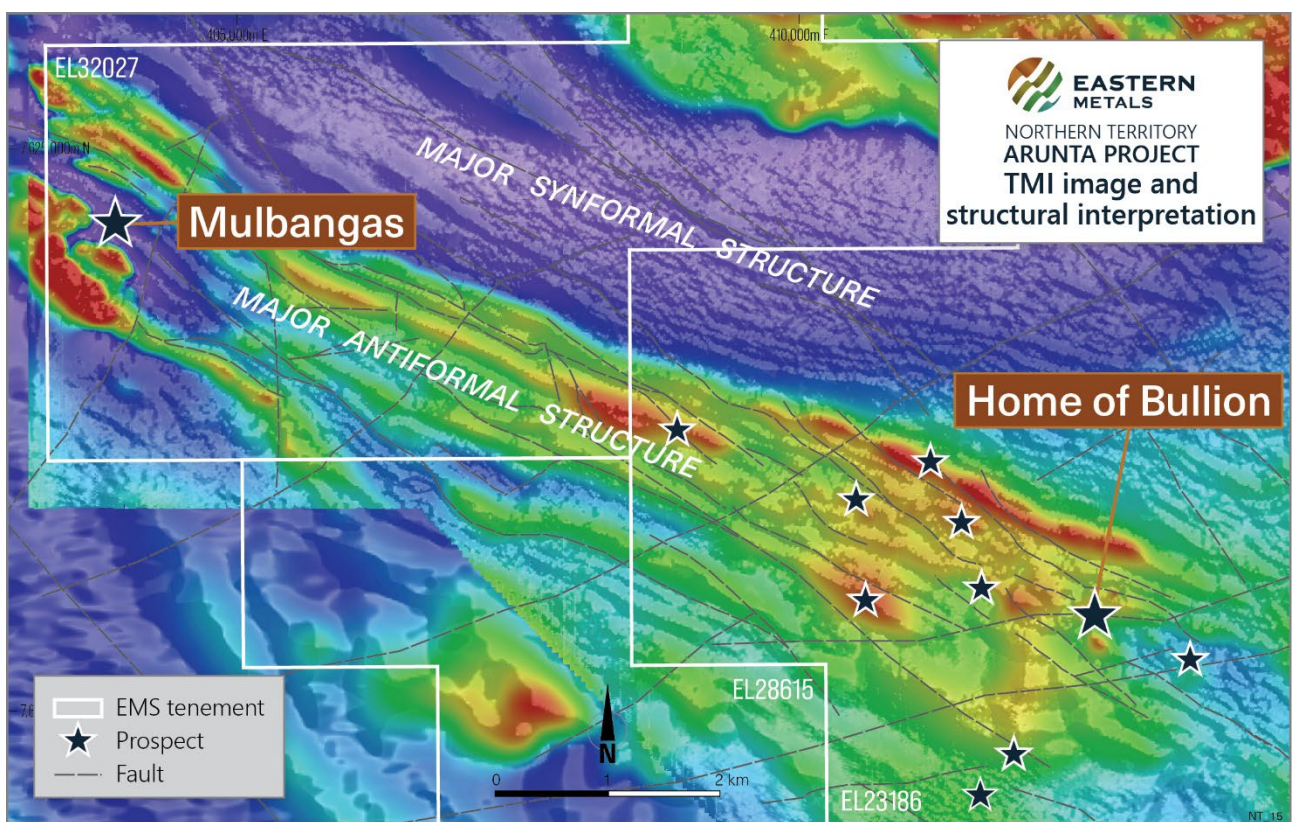 405,000m E
410,000m E
EL32027
EASTERN
METALS
NORTHERN TERRITORY
ARUNTA PROJECT
TMI image and
structural interpretation
MAJOR SYNFORMAL STRUCTURE
Mulbangas
MAJOR ANTIFORMAL STRUCTURE
Home of Bullion
EL28615
EMS tenement
Prospect
Fault
N
0 1 2 km
EL23186
NT_15